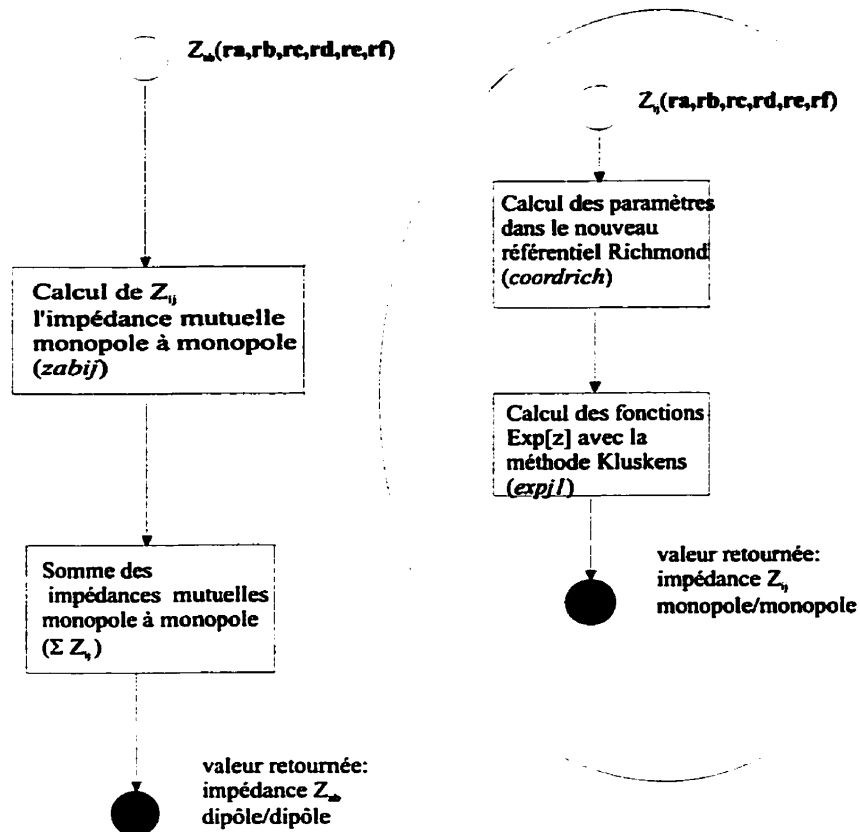 Z_ab(ra,rb,rc,rd,re,rf)
Calcul de Z_ij
l'impédance mutuelle
monopole à monopole
(zabij)
Somme des
impédances mutuelles
monopole à monopole
(Σ Z_ij)
valeur retournée:
impédance Z_ab
dipôle/dipôle
Z_ij(ra,rb,rc,rd,re,rf)
Calcul des paramètres
dans le nouveau
référentiel Richmond
(coordrich)
Calcul des fonctions
Exp[z] avec la
méthode Kluskens
(expj1)
valeur retournée:
impédance Z_ij
monopole/monopole